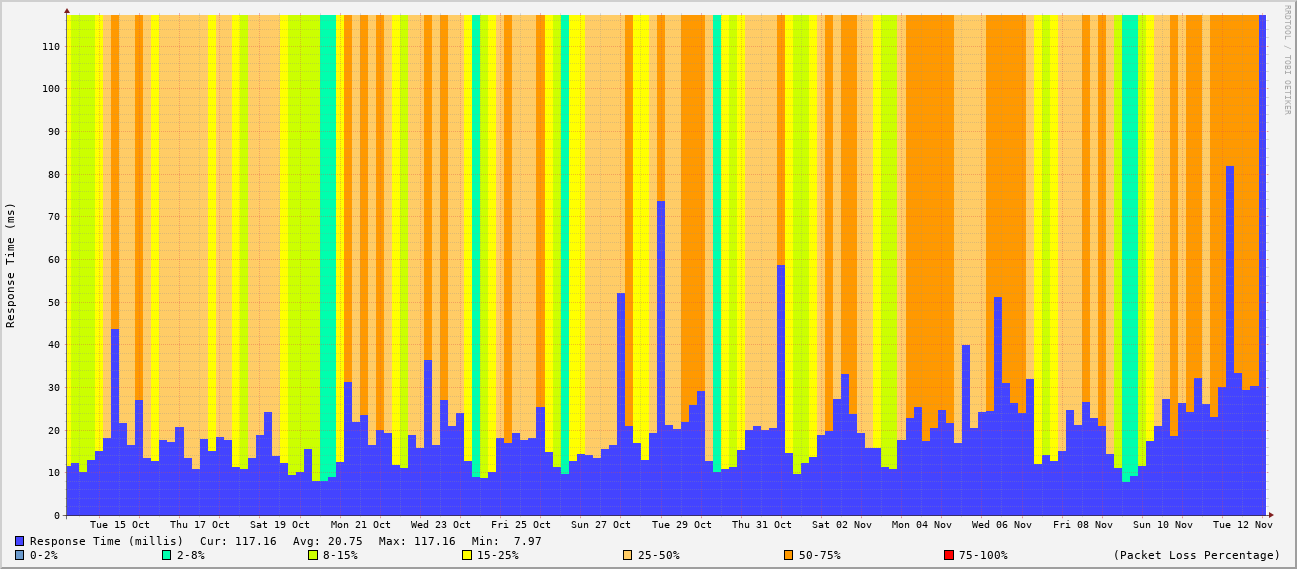 RRDTOOL / TOBI OETIKER
Response Time (ms)
110
100
90
80
70
60
50
40
30
20
10
0
Tue 15 Oct Thu 17 Oct Sat 19 Oct Mon 21 Oct Wed 23 Oct Fri 25 Oct Sun 27 Oct Tue 29 Oct Thu 31 Oct Sat 02 Nov Mon 04 Nov Wed 06 Nov Fri 08 Nov Sun 10 Nov Tue 12 Nov
Response Time (millis) Cur: 117.16 Avg: 20.75 Max: 117.16 Min: 7.97
0-2% 2-8% 8-15% 15-25% 25-50% 50-75% 75-100% (Packet Loss Percentage)